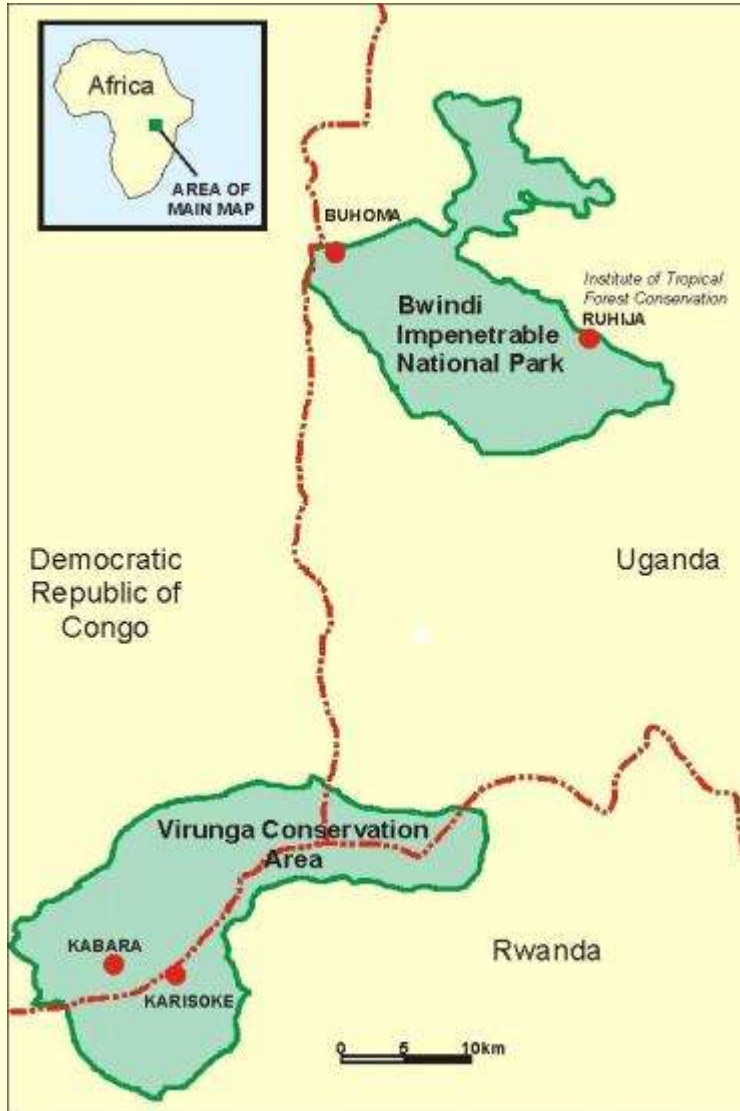 Africa
AREA OF
MAIN MAP
BUHOMA
Institute of Tropical
Forest Conservation
RUHIJA
Bwindi
Impenetrable
National Park
Democratic
Republic of
Congo
Uganda
Virunga Conservation
Area
KABARA
KARISOKE
Rwanda
0 5 10km